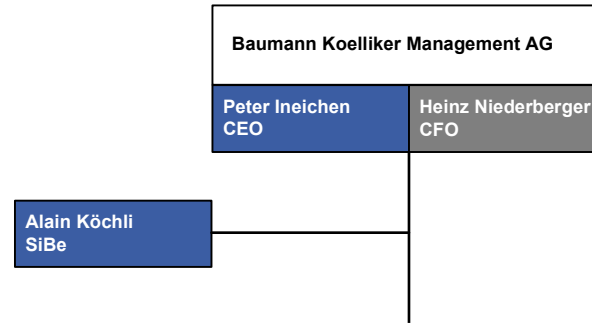 Baumann Koelliker Management AG
Peter Ineichen
CEO
Heinz Niederberger
CFO
Alain Köchli
SiBe